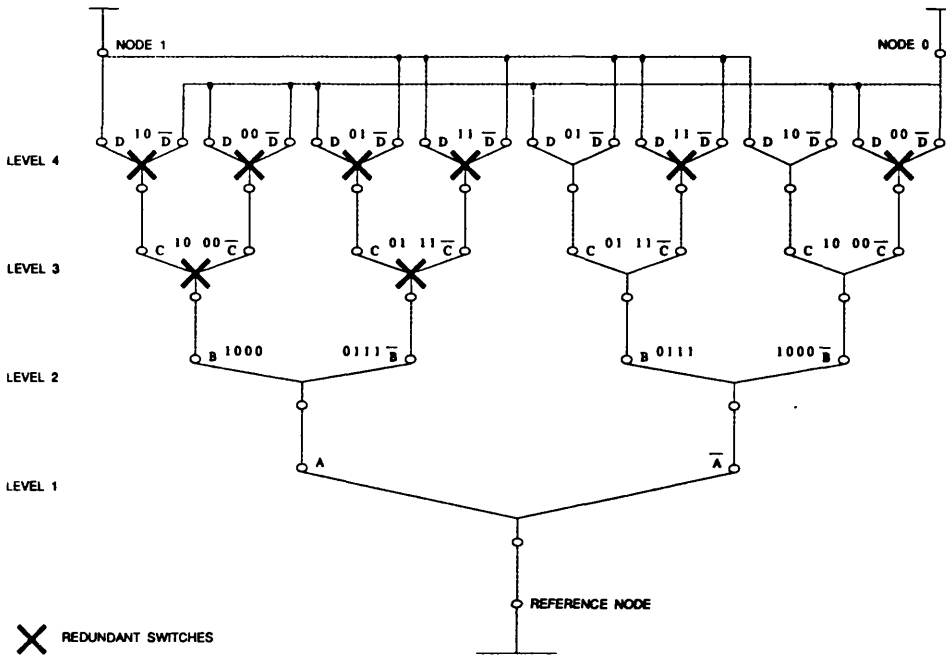 NODE 1 NODE 0
LEVEL 4 D 10 D̅ D 00 D̅ D 01 D̅ D 11 D̅ D 01 D̅ D 11 D̅ D 10 D̅ D 00 D̅
LEVEL 3 C 10 00 C̅ C 01 11 C̅ C 01 11 C̅ C 10 00 C̅
LEVEL 2 B 1000 0111 B̅ B 0111 1000 B̅
LEVEL 1 A A̅
REFERENCE NODE
REDUNDANT SWITCHES